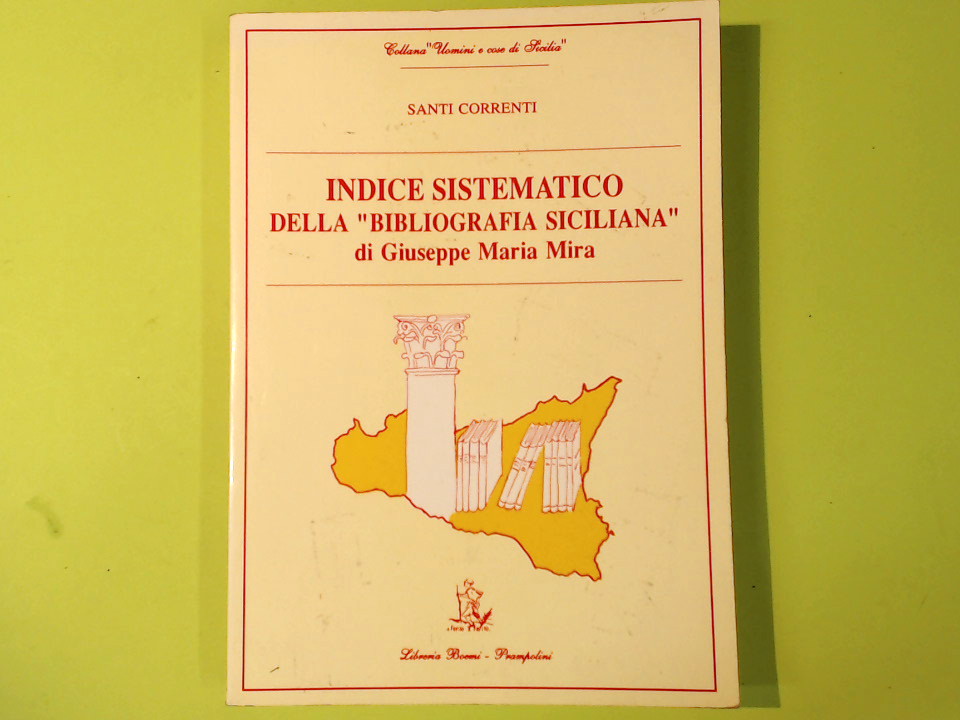 Collana "Uomini e cose di Sicilia"
SANTI CORRENTI
INDICE SISTEMATICO
DELLA "BIBLIOGRAFIA SICILIANA"
di Giuseppe Maria Mira
Libreria Boemi - Prampolini